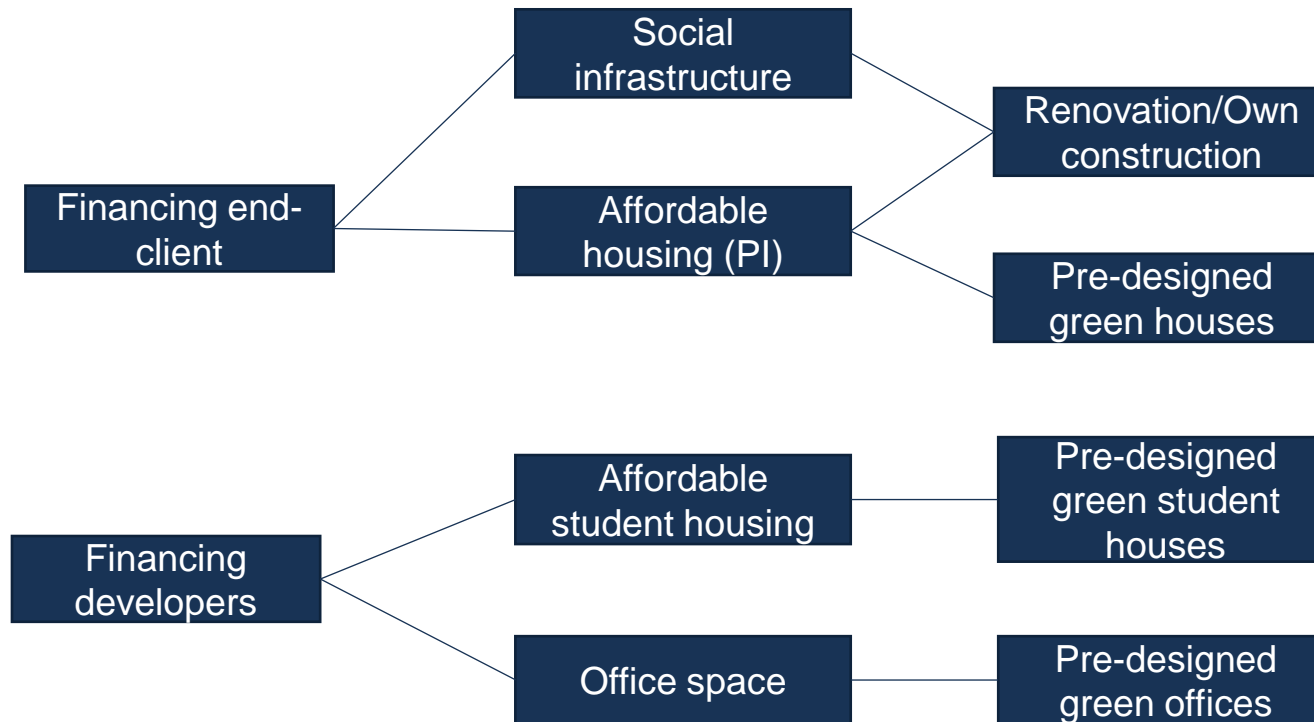 Social
infrastructure
Renovation/Own
construction
Financing end-
client
Affordable
housing (PI)
Pre-designed
green houses
Affordable
student housing
Pre-designed
green student
houses
Financing
developers
Office space
Pre-designed
green offices